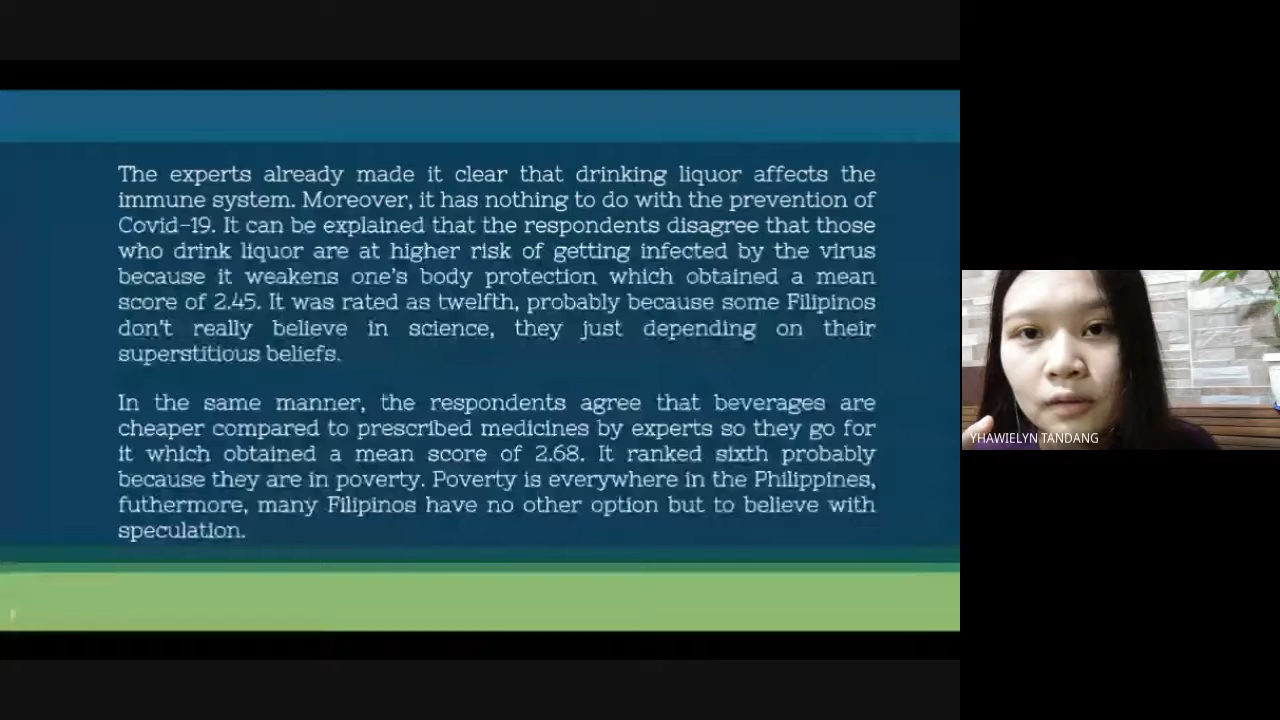 The experts already made it clear that drinking liquor affects the
immune system. Moreover, it has nothing to do with the prevention of
Covid-19. It can be explained that the respondents disagree that those
who drink liquor are at higher risk of getting infected by the virus
because it weakens one's body protection which obtained a mean
score of 2.45. It was rated as twelfth, probably because some Filipinos
don't really believe in science, they just depending on their
superstitious beliefs.
In the same manner, the respondents agree that beverages are
cheaper compared to prescribed medicines by experts so they go for
it which obtained a mean score of 2.68. It ranked sixth probably
because they are in poverty. Poverty is everywhere in the Philippines,
futhermore, many Filipinos have no other option but to believe with
speculation.
YHAWIELYN TANDANG